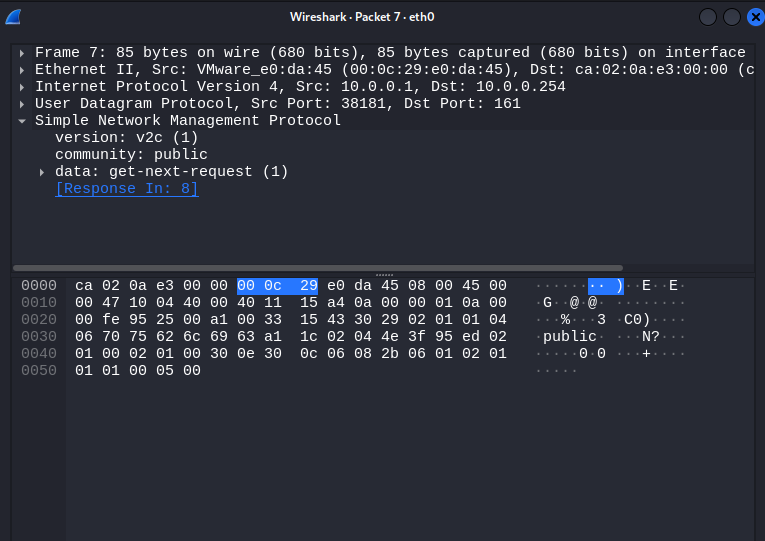 Wireshark · Packet 7 · eth0
Frame 7: 85 bytes on wire (680 bits), 85 bytes captured (680 bits) on interface
Ethernet II, Src: VMware_e0:da:45 (00:0c:29:e0:da:45), Dst: ca:02:0a:e3:00:00 (c
Internet Protocol Version 4, Src: 10.0.0.1, Dst: 10.0.0.254
User Datagram Protocol, Src Port: 38181, Dst Port: 161
Simple Network Management Protocol
version: v2c (1)
community: public
data: get-next-request (1)
[Response In: 8]
0000 ca 02 0a e3 00 00 00 0c 29 e0 da 45 08 00 45 00 ········)··E··E·
0010 00 47 10 04 40 00 40 11 15 a4 0a 00 00 01 0a 00 ·G··@·@·········
0020 00 fe 95 25 00 a1 00 33 15 43 30 29 02 01 01 04 ···%···3·C0)····
0030 06 70 75 62 6c 69 63 a1 1c 02 04 4e 3f 95 ed 02 ·public····N?···
0040 01 00 02 01 00 30 0e 30 0c 06 08 2b 06 01 02 01 ·····0·0···+····
0050 01 01 00 05 00 ·····